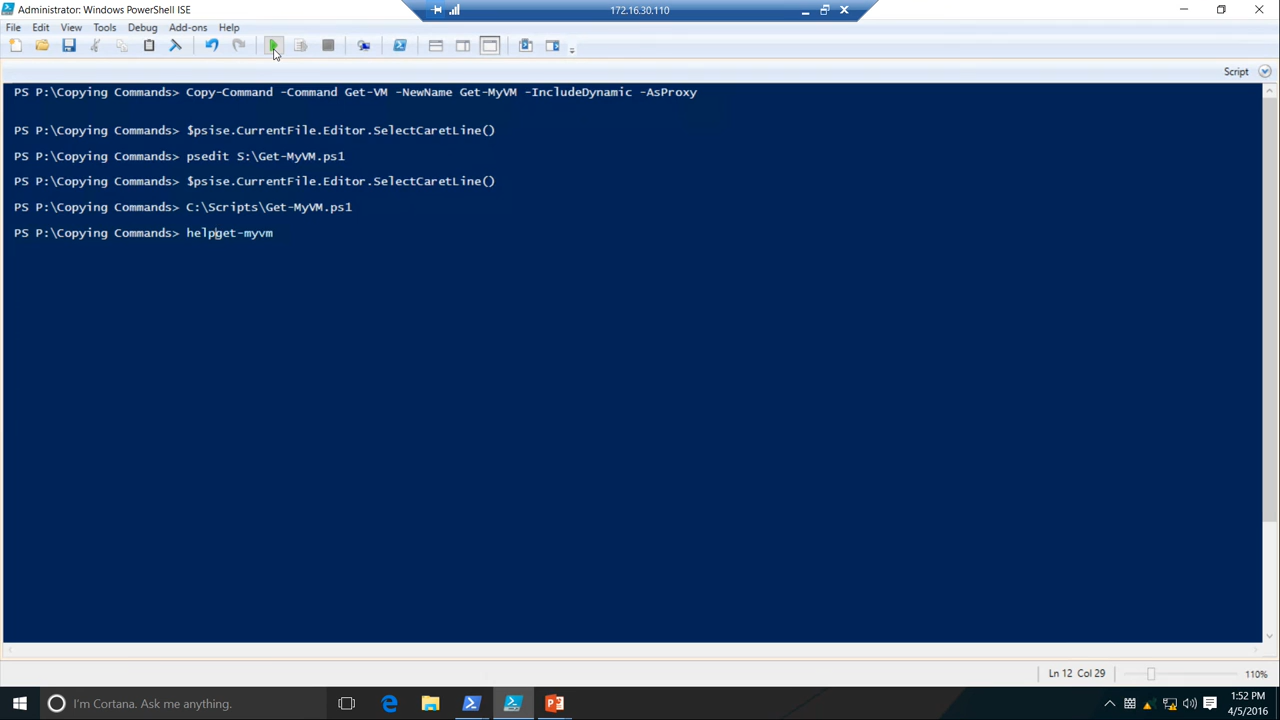 Administrator: Windows PowerShell ISE
172.16.30.110
File Edit View Tools Debug Add-ons Help
Script
PS P:\Copying Commands> Copy-Command -Command Get-VM -NewName Get-MyVM -IncludeDynamic -AsProxy
PS P:\Copying Commands> $psise.CurrentFile.Editor.SelectCaretLine()
PS P:\Copying Commands> psedit S:\Get-MyVM.ps1
PS P:\Copying Commands> $psise.CurrentFile.Editor.SelectCaretLine()
PS P:\Copying Commands> C:\Scripts\Get-MyVM.ps1
PS P:\Copying Commands> helpget-myvm
Ln 12 Col 29
110%
I'm Cortana. Ask me anything.
1:52 PM
4/5/2016